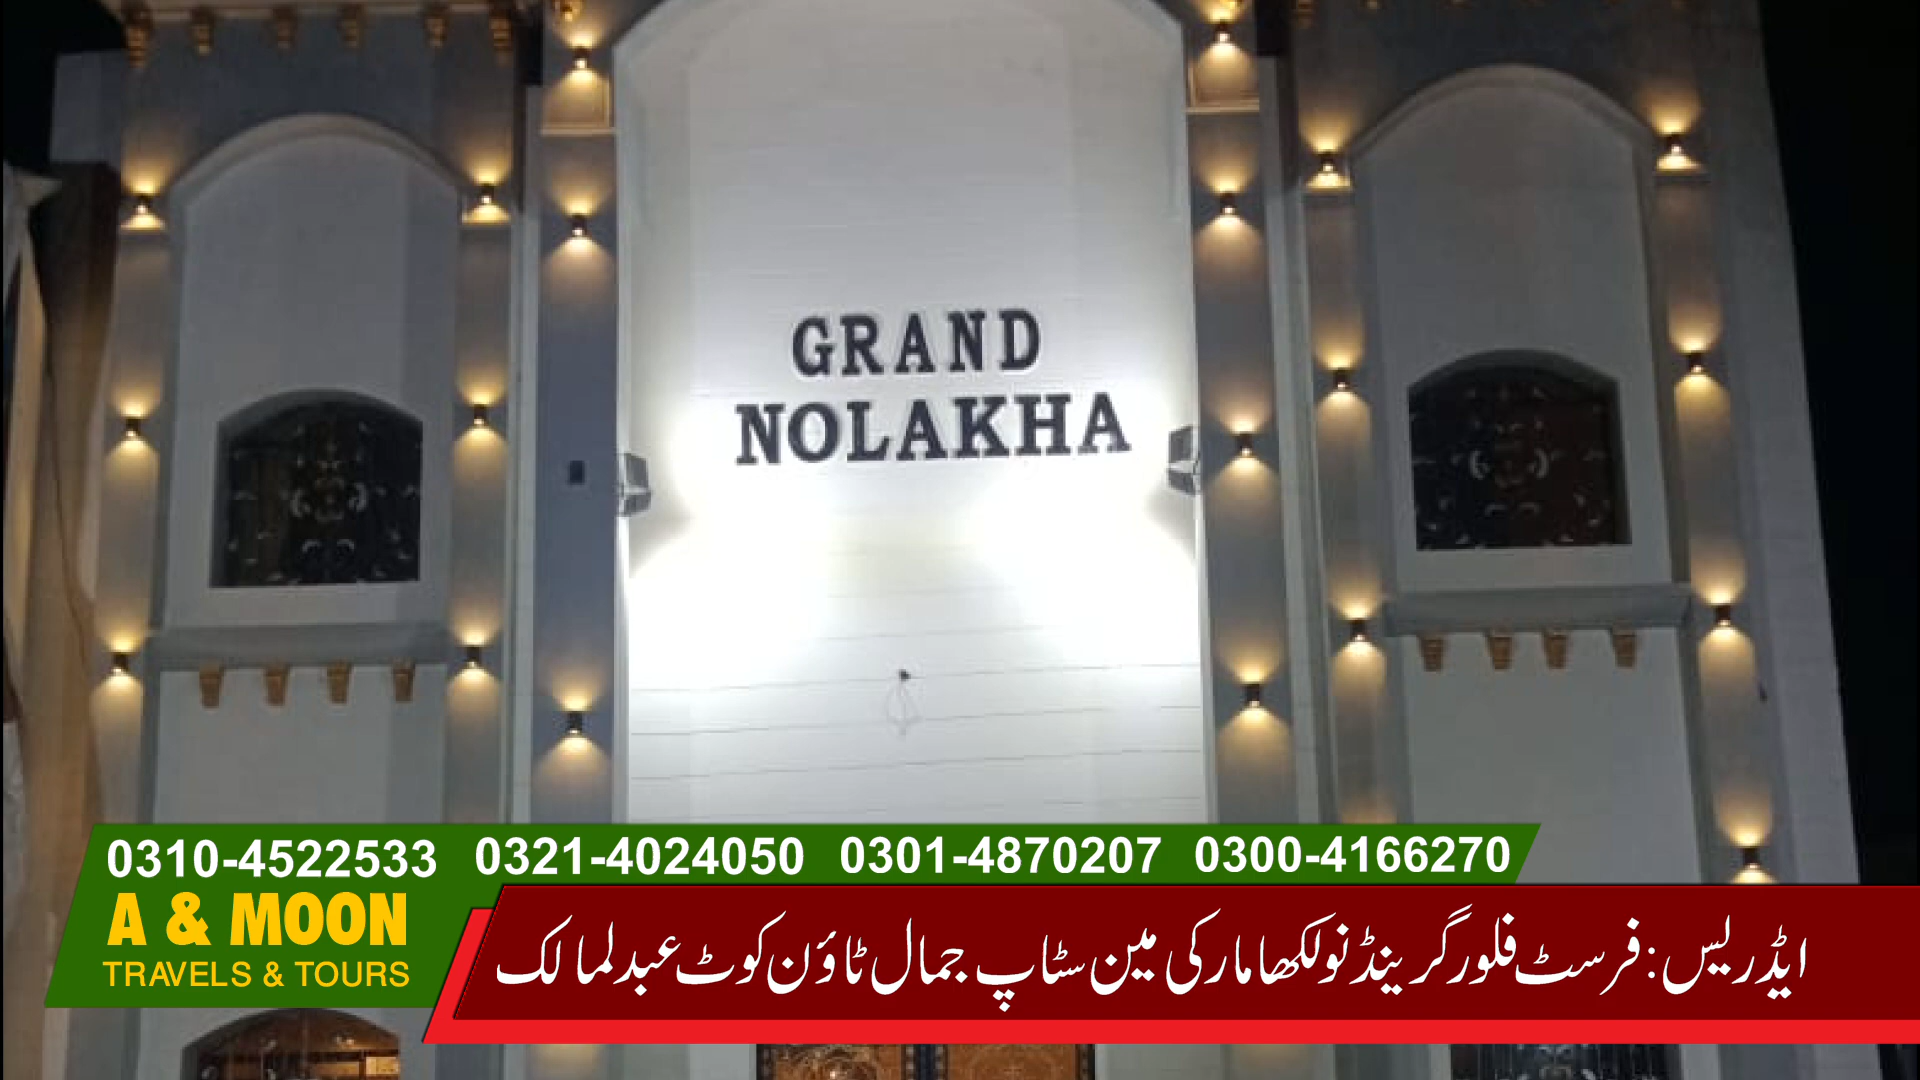 GRAND
NOLAKHA
0310-4522533 0321-4024050 0301-4870207 0300-4166270
A & MOON
TRAVELS & TOURS
ایڈریس: فرسٹ فلور گرینڈ نولکھا مارکی مین سٹاپ جمال ٹاؤن کوٹ عبدلمالک